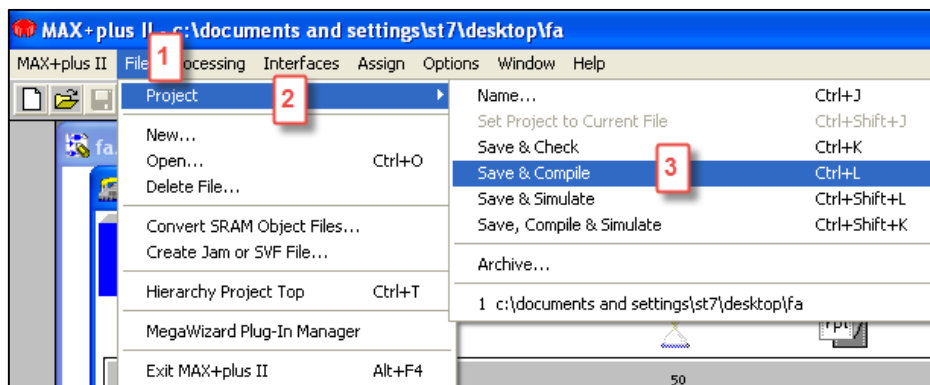 MAX+plus II - c:\documents and settings\st7\desktop\fa
MAX+plus II File Processing Interfaces Assign Options Window Help
1
Project
2
New...
Open... Ctrl+O
Delete File...
Convert SRAM Object Files...
Create Jam or SVF File...
Hierarchy Project Top Ctrl+T
MegaWizard Plug-In Manager
Exit MAX+plus II Alt+F4
Name... Ctrl+J
Set Project to Current File Ctrl+Shift+J
Save & Check Ctrl+K
Save & Compile Ctrl+L
3
Save & Simulate Ctrl+Shift+L
Save, Compile & Simulate Ctrl+Shift+K
Archive...
1 c:\documents and settings\st7\desktop\fa
fa.
rpt
50